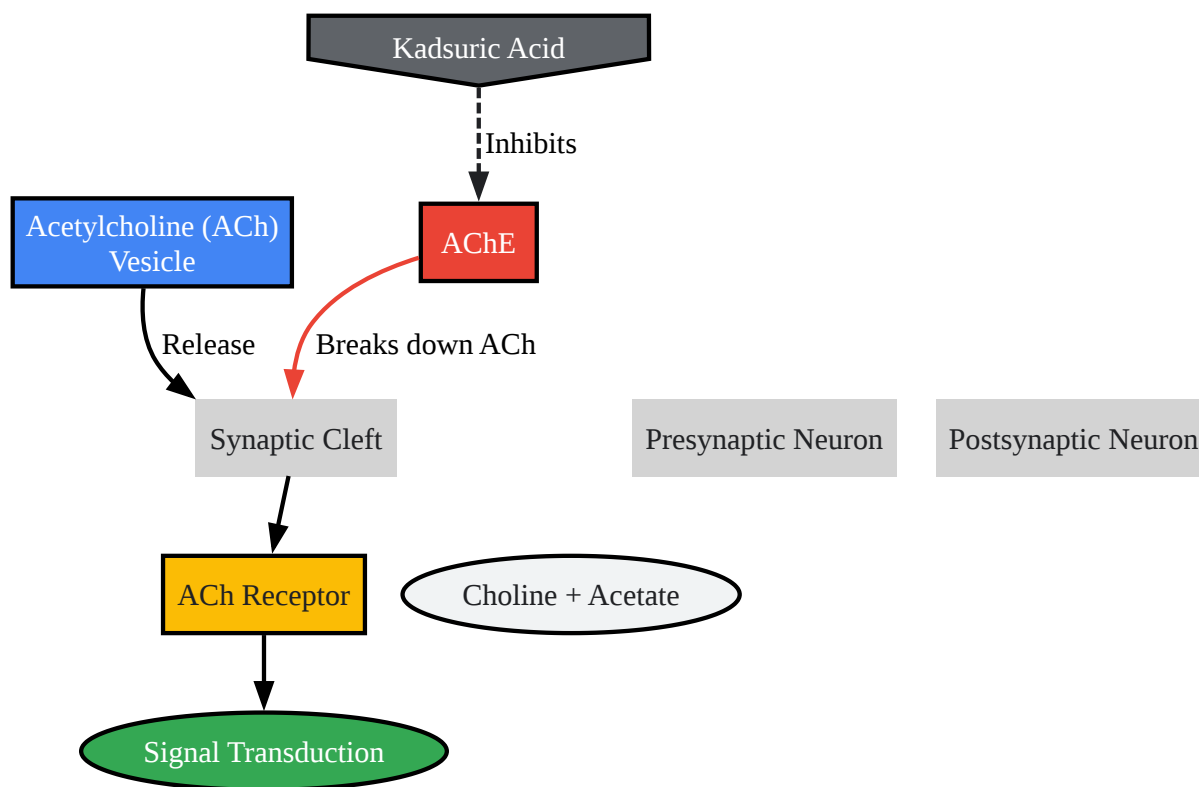 Kadsuric Acid
Inhibits
Acetylcholine (ACh)
Vesicle
AChE
Release
Breaks down ACh
Synaptic Cleft
Presynaptic Neuron
Postsynaptic Neuron
ACh Receptor
Choline + Acetate
Signal Transduction